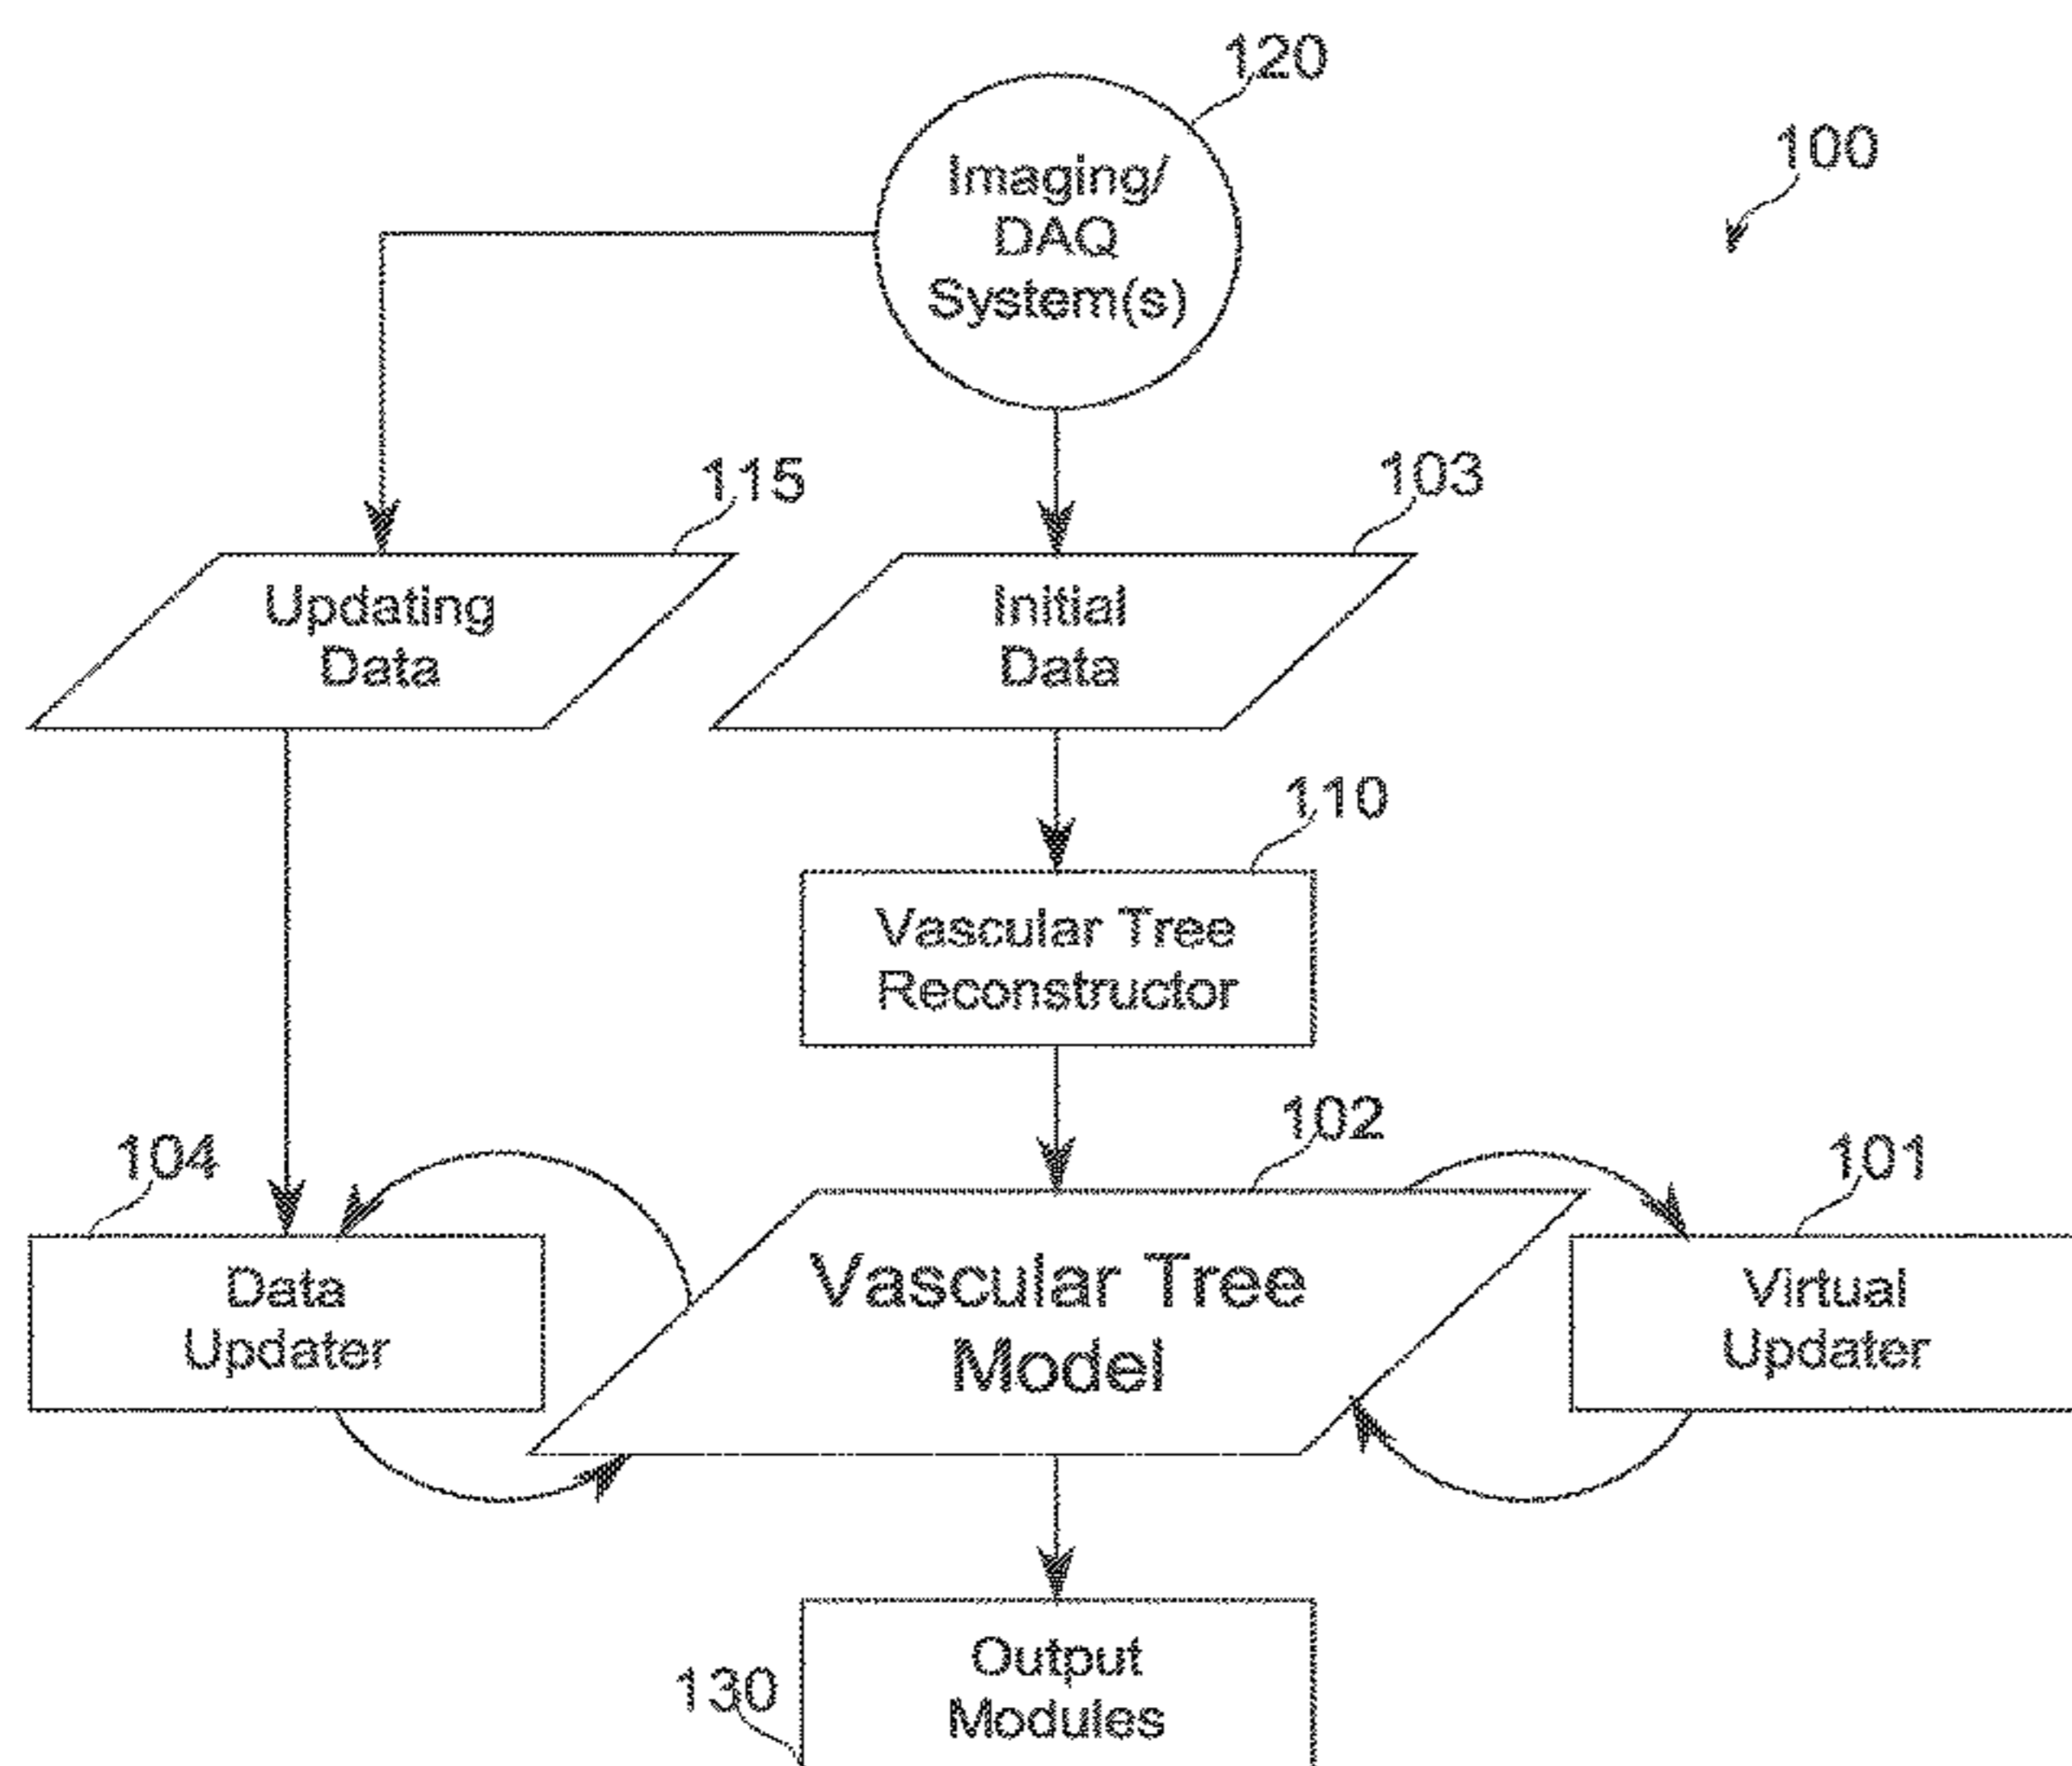 120
Imaging/
DAQ
System(s)
100
115
Updating
Data
103
Initial
Data
110
Vascular Tree
Reconstructor
104
Data
Updater
102
Vascular Tree
Model
101
Virtual
Updater
130
Output
Modules